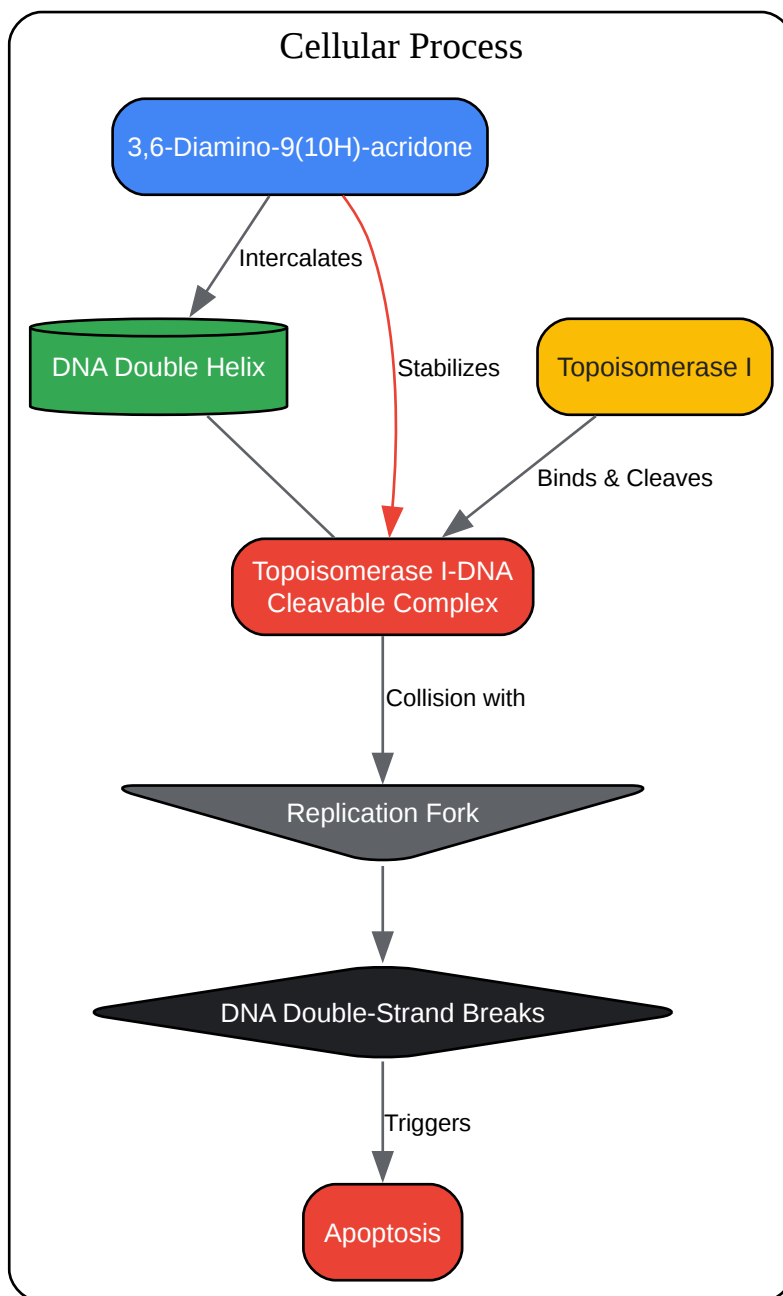 Cellular Process
3,6-Diamino-9(10H)-acridone
Intercalates
DNA Double Helix
Stabilizes
Topoisomerase I
Binds & Cleaves
Topoisomerase I-DNA
Cleavable Complex
Collision with
Replication Fork
DNA Double-Strand Breaks
Triggers
Apoptosis